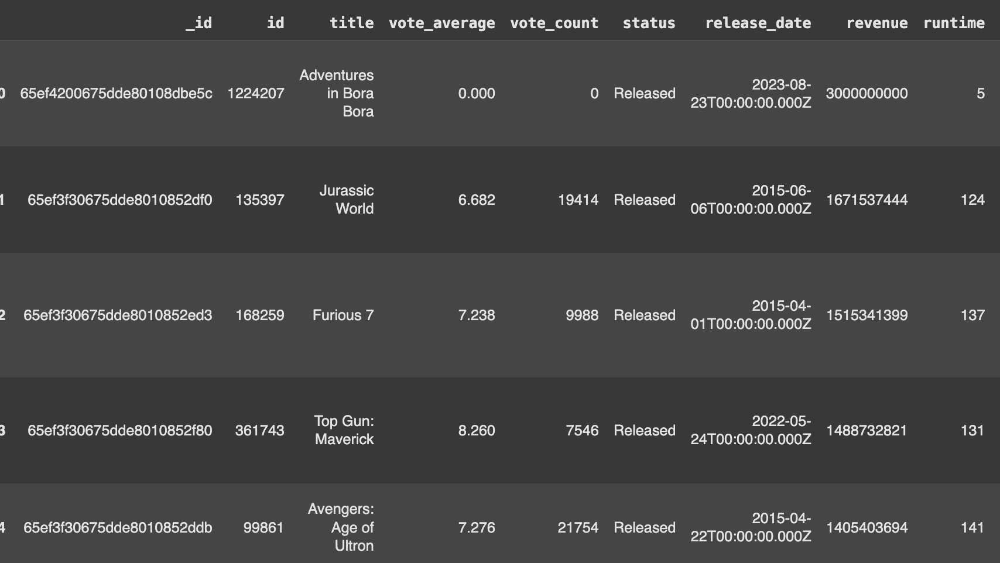 _id id title vote_average vote_count status release_date revenue runtime
0 65ef4200675dde80108dbe5c 1224207 Adventures in Bora Bora 0.000 0 Released 2023-08-23T00:00:00.000Z 3000000000 5
1 65ef3f30675dde8010852df0 135397 Jurassic World 6.682 19414 Released 2015-06-06T00:00:00.000Z 1671537444 124
2 65ef3f30675dde8010852ed3 168259 Furious 7 7.238 9988 Released 2015-04-01T00:00:00.000Z 1515341399 137
3 65ef3f30675dde8010852f80 361743 Top Gun: Maverick 8.260 7546 Released 2022-05-24T00:00:00.000Z 1488732821 131
4 65ef3f30675dde8010852ddb 99861 Avengers: Age of Ultron 7.276 21754 Released 2015-04-22T00:00:00.000Z 1405403694 141